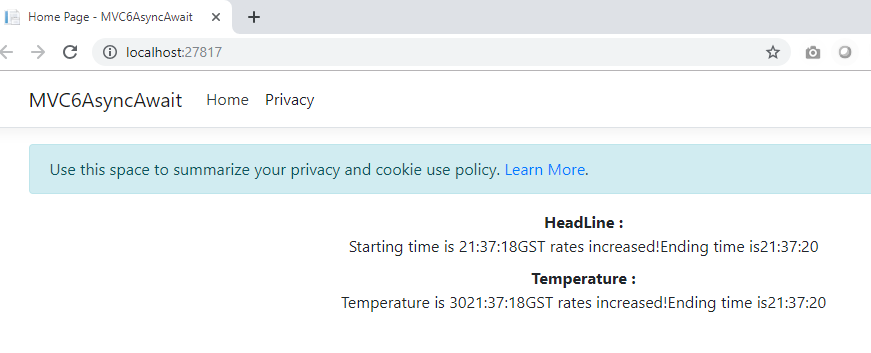 Home Page - MVC6AsyncAwait
localhost:27817
MVC6AsyncAwait Home Privacy
Use this space to summarize your privacy and cookie use policy. Learn More.
HeadLine :
Starting time is 21:37:18GST rates increased!Ending time is21:37:20
Temperature :
Temperature is 3021:37:18GST rates increased!Ending time is21:37:20